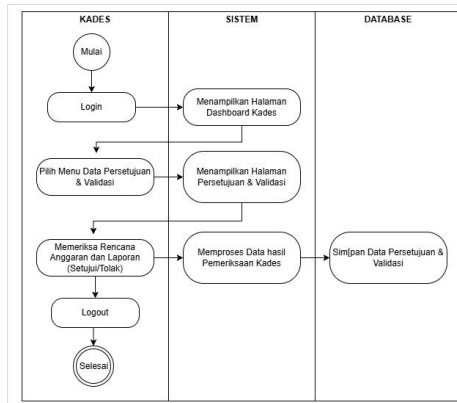 KADES
SISTEM
DATABASE
Mulai
Login
Menampilkan Halaman
Dashboard Kades
Pilih Menu Data Persetujuan
& Validasi
Menampilkan Halaman
Persetujuan & Validasi
Memeriksa Rencana
Anggaran dan Laporan
(Setujui/Tolak)
Memproses Data hasil
Pemeriksaan Kades
Sim[pan Data Persetujuan &
Validasi
Logout
Selesai